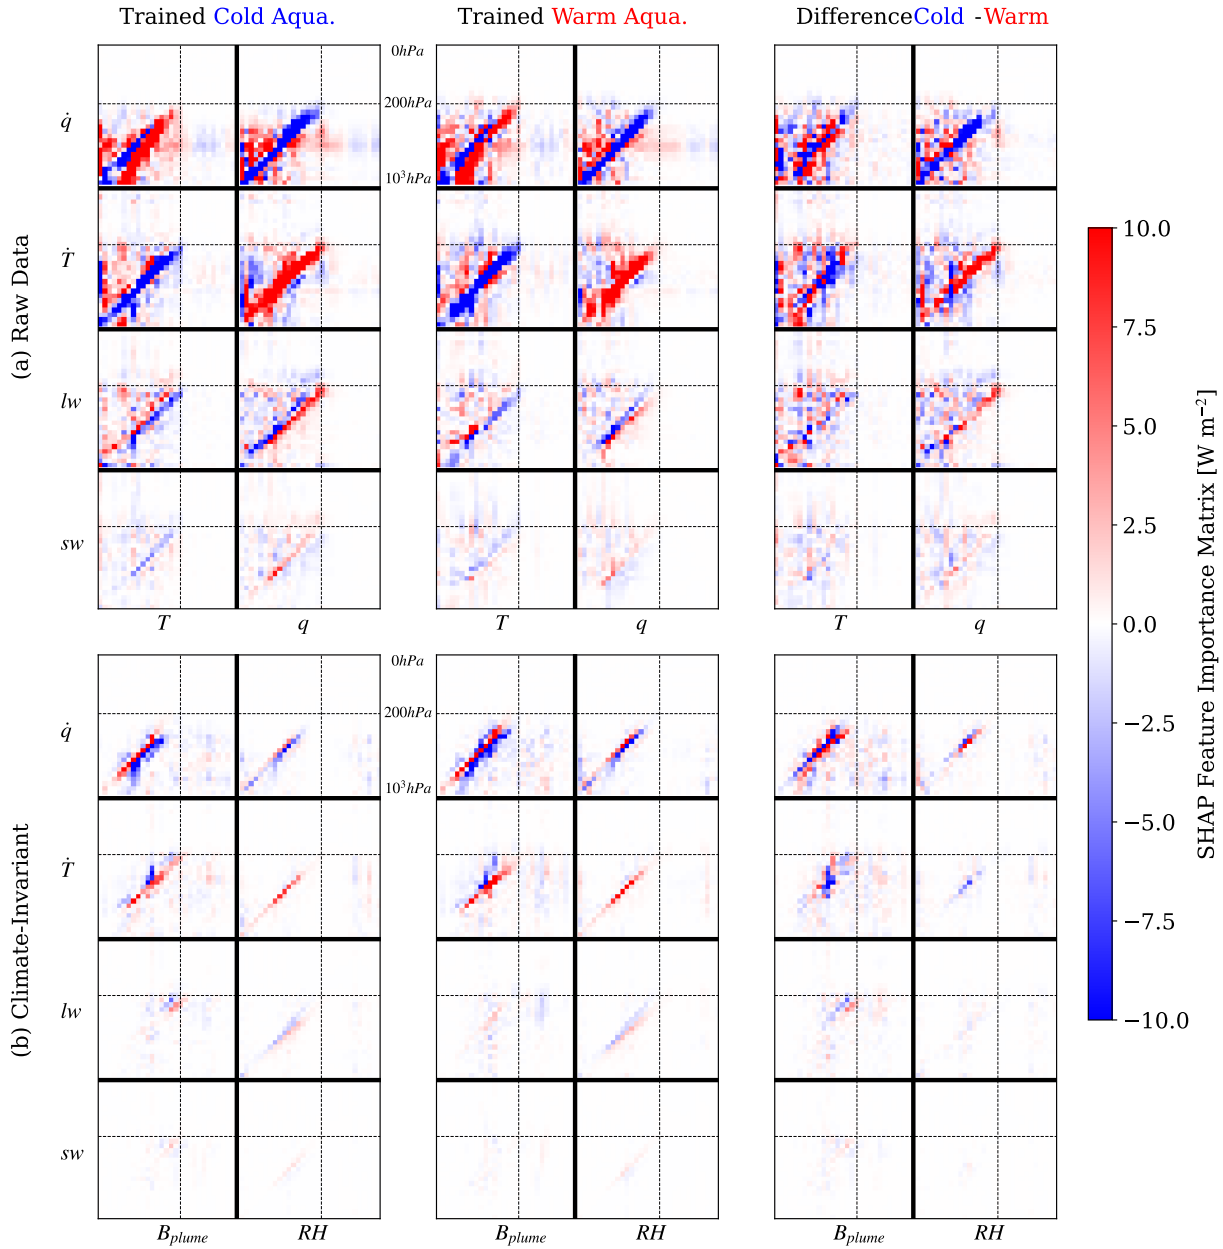 Trained Cold Aqua.
Trained Warm Aqua.
DifferenceCold -Warm
(a) Raw Data
0hPa
200hPa
10³hPa
q̇
Ṫ
lw
sw
T
q
T
q
T
q
(b) Climate-Invariant
0hPa
200hPa
10³hPa
q̇
Ṫ
lw
sw
B_plume
RH
B_plume
RH
B_plume
RH
10.0
7.5
5.0
2.5
0.0
−2.5
−5.0
−7.5
−10.0
SHAP Feature Importance Matrix [W m⁻²]